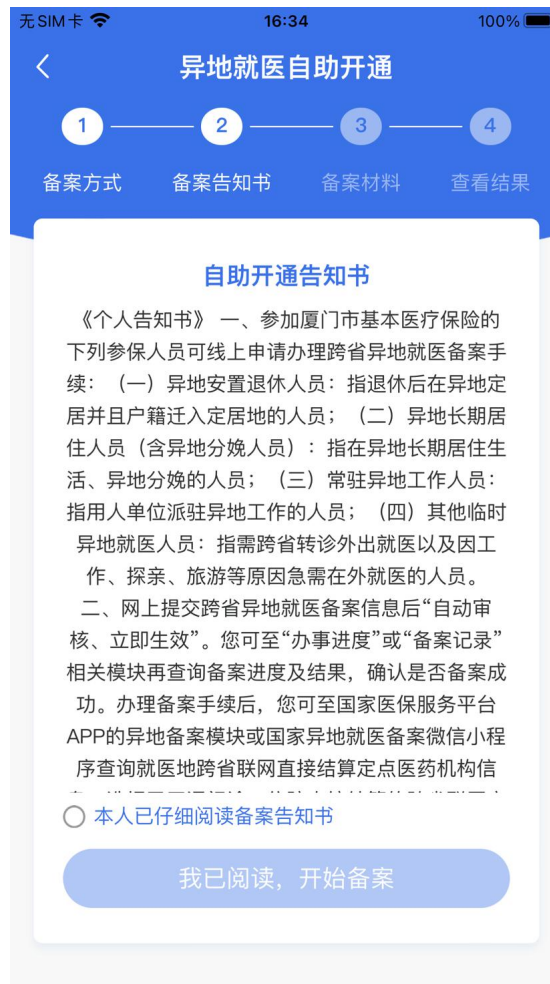 无SIM卡
16:34
100%
异地就医自助开通
1
2
3
4
备案方式
备案告知书
备案材料
查看结果
自助开通告知书
《个人告知书》 一、参加厦门市基本医疗保险的
下列参保人员可线上申请办理跨省异地就医备案手
续：（一）异地安置退休人员：指退休后在异地定
居并且户籍迁入定居地的人员；（二）异地长期居
住人员（含异地分娩人员）：指在异地长期居住生
活、异地分娩的人员；（三）常驻异地工作人员：
指用人单位派驻异地工作的人员；（四）其他临时
异地就医人员：指需跨省转诊外出就医以及因工
作、探亲、旅游等原因急需在外就医的人员。
二、网上提交跨省异地就医备案信息后“自动审
核、立即生效”。您可至“办事进度”或“备案记录”
相关模块再查询备案进度及结果，确认是否备案成
功。办理备案手续后，您可至国家医保服务平台
APP的异地备案模块或国家异地就医备案微信小程
序查询就医地跨省联网直接结算定点医药机构信
本人已仔细阅读备案告知书
我已阅读，开始备案